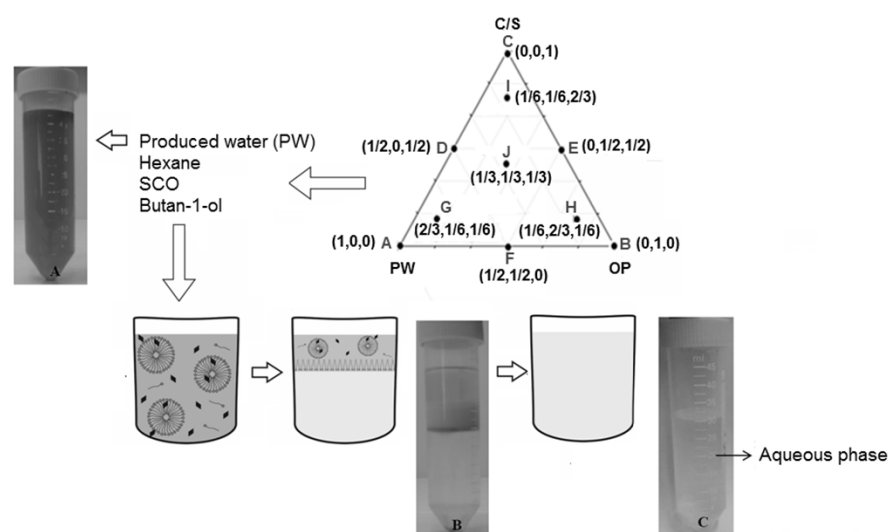 C/S
C (0,0,1)
I
(1/6,1/6,2/3)
(1/2,0,1/2) D
E (0,1/2,1/2)
J
(1/3,1/3,1/3)
G
(2/3,1/6,1/6)
H
(1/6,2/3,1/6)
(1,0,0) A
B (0,1,0)
F
PW
OP
(1/2,1/2,0)
Produced water (PW)
Hexane
SCO
Butan-1-ol
A
B
ml
C
Aqueous phase